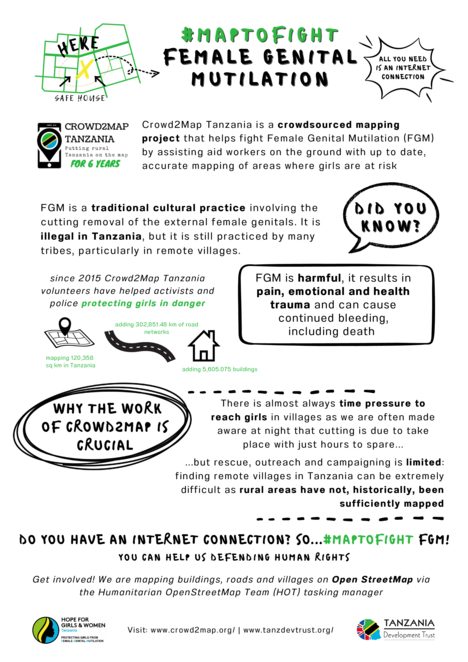 #MAPTOFIGHT
FEMALE GENITAL
MUTILATION
HERE
SAFE HOUSE
ALL YOU NEED
IS AN INTERNET
CONNECTION
CROWD2MAP
TANZANIA
Putting rural
Tanzania on the map
FOR 6 YEARS
Crowd2Map Tanzania is a crowdsourced mapping
project that helps fight Female Genital Mutilation (FGM)
by assisting aid workers on the ground with up to date,
accurate mapping of areas where girls are at risk
FGM is a traditional cultural practice involving the
cutting removal of the external female genitals. It is
illegal in Tanzania, but it is still practiced by many
tribes, particularly in remote villages.
DID YOU
KNOW?
since 2015 Crowd2Map Tanzania
volunteers have helped activists and
police protecting girls in danger
adding 302,651.48 km of road
networks
mapping 120,358
sq km in Tanzania
adding 5,605.075 buildings
FGM is harmful, it results in
pain, emotional and health
trauma and can cause
continued bleeding,
including death
WHY THE WORK
OF CROWD2MAP IS
CRUCIAL
There is almost always time pressure to
reach girls in villages as we are often made
aware at night that cutting is due to take
place with just hours to spare...
...but rescue, outreach and campaigning is limited:
finding remote villages in Tanzania can be extremely
difficult as rural areas have not, historically, been
sufficiently mapped
DO YOU HAVE AN INTERNET CONNECTION? SO...#MAPTOFIGHT FGM!
YOU CAN HELP US DEFENDING HUMAN RIGHTS
Get involved! We are mapping buildings, roads and villages on Open StreetMap via
the Humanitarian OpenStreetMap Team (HOT) tasking manager
HOPE FOR
GIRLS & WOMEN
Tanzania
PROTECTING GIRLS FROM
FEMALE GENITAL MUTILATION
Visit: www.crowd2map.org/ | www.tanzdevtrust.org/
TANZANIA
Development Trust